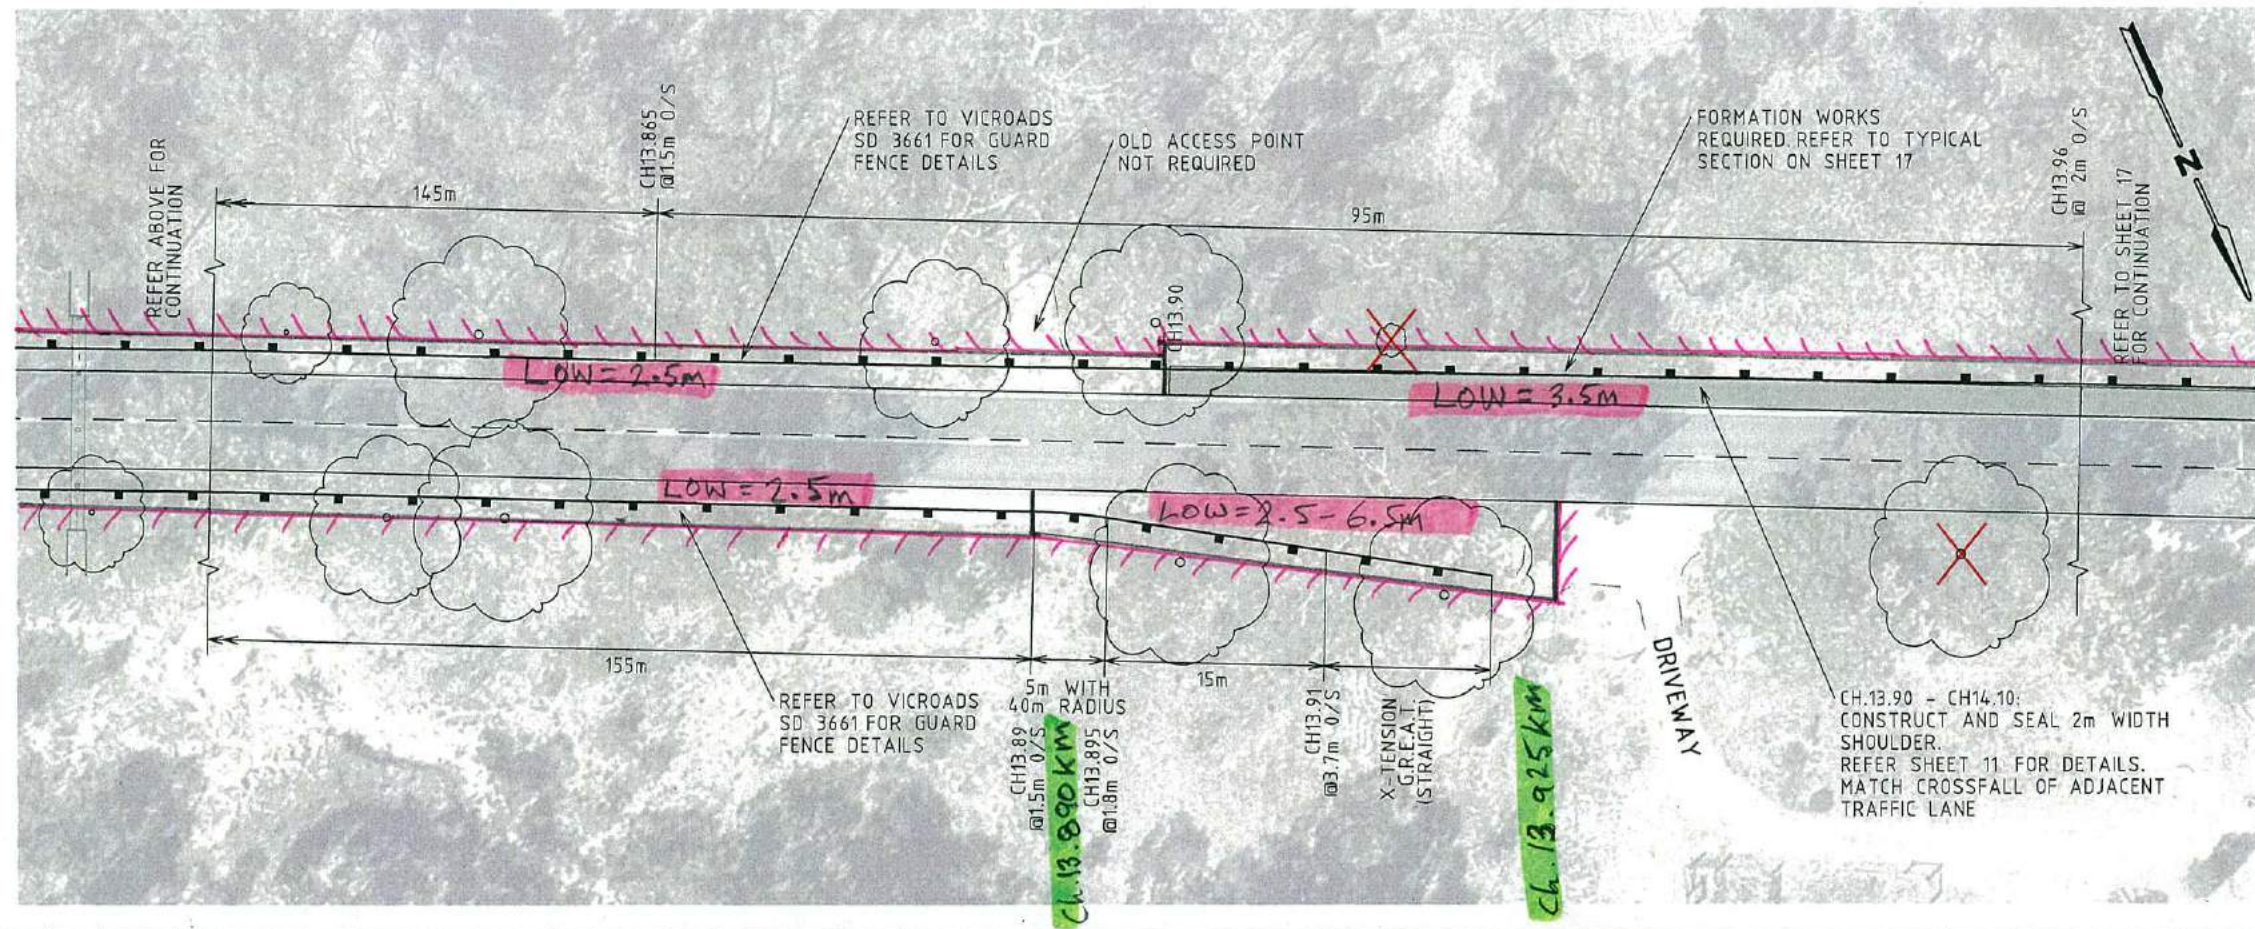 REFER ABOVE FOR
CONTINUATION
145m
CH13.865
@1.5m O/S
REFER TO VICROADS
SD 3661 FOR GUARD
FENCE DETAILS
OLD ACCESS POINT
NOT REQUIRED
95m
FORMATION WORKS
REQUIRED. REFER TO TYPICAL
SECTION ON SHEET 17
CH13.96
@ 2m O/S
REFER TO SHEET 17
FOR CONTINUATION
N
CH13.90
LOW = 2.5m
LOW = 3.5m
LOW = 2.5m
LOW = 2.5 - 6.5m
155m
REFER TO VICROADS
SD 3661 FOR GUARD
FENCE DETAILS
5m WITH
40m RADIUS
CH13.89
@1.5m O/S
Ch.13.890km
CH13.895
@1.8m O/S
15m
CH13.91
@3.7m O/S
X-TENSION
G.R.E.A.T.
(STRAIGHT)
Ch.13.925km
DRIVEWAY
CH.13.90 - CH14.10:
CONSTRUCT AND SEAL 2m WIDTH
SHOULDER.
REFER SHEET 11 FOR DETAILS.
MATCH CROSSFALL OF ADJACENT
TRAFFIC LANE